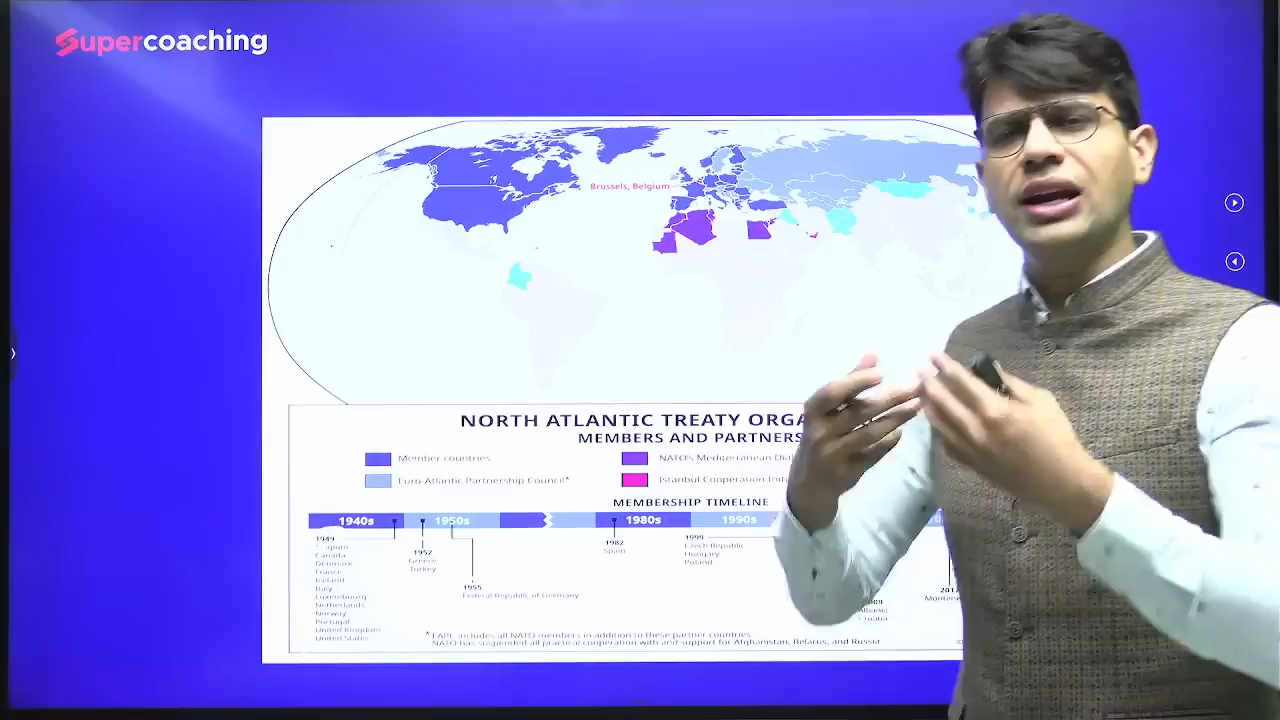 Supercoaching
Brussels, Belgium
NORTH ATLANTIC TREATY ORGA
MEMBERS AND PARTNERS
Member countries
NATO's Mediterranean Dial
Euro-Atlantic Partnership Council*
Istanbul Cooperation Initi
MEMBERSHIP TIMELINE
1940s
1950s
1980s
1990s
1949
Canada
Denmark
France
Iceland
Italy
Luxembourg
Netherlands
Norway
Portugal
United Kingdom
United States
1952
Greece
Turkey
1955
Federal Republic of Germany
1982
Spain
1999
Czech Republic
Hungary
Poland
Albania
Croatia
201
Montene
* EAPC includes all NATO members in addition to these partner countries
NATO has suspended all practical cooperation with and support for Afghanistan, Belarus, and Russia